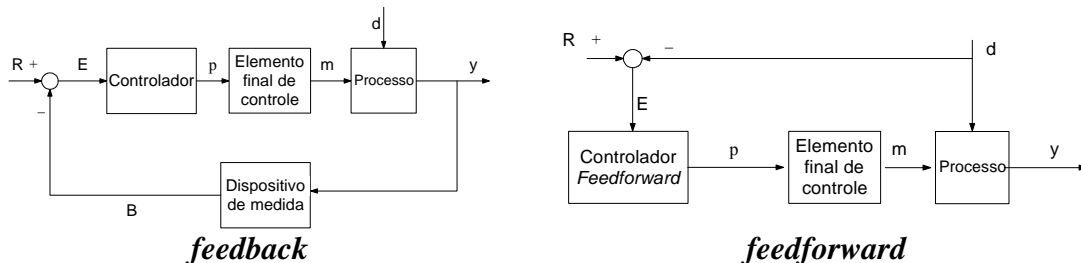 d
R +
E
Controlador
p
Elemento
final de
controle
m
Processo
y
−
Dispositivo
de medida
B
feedback
R +
−
d
E
Controlador
Feedforward
p
Elemento
final de
controle
m
Processo
y
feedforward